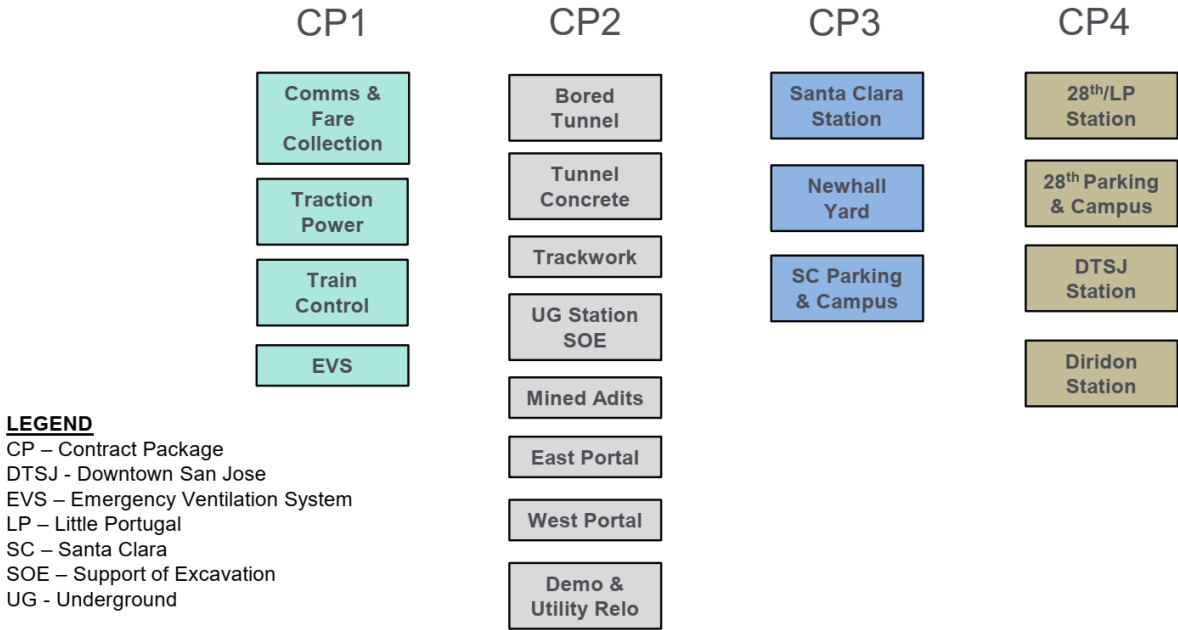 CP1
CP2
CP3
CP4
Comms &
Fare
Collection
Traction
Power
Train
Control
EVS
Bored
Tunnel
Tunnel
Concrete
Trackwork
UG Station
SOE
Mined Adits
East Portal
West Portal
Demo &
Utility Relo
Santa Clara
Station
Newhall
Yard
SC Parking
& Campus
28th/LP
Station
28th Parking
& Campus
DTSJ
Station
Diridon
Station
LEGEND
CP – Contract Package
DTSJ - Downtown San Jose
EVS – Emergency Ventilation System
LP – Little Portugal
SC – Santa Clara
SOE – Support of Excavation
UG - Underground